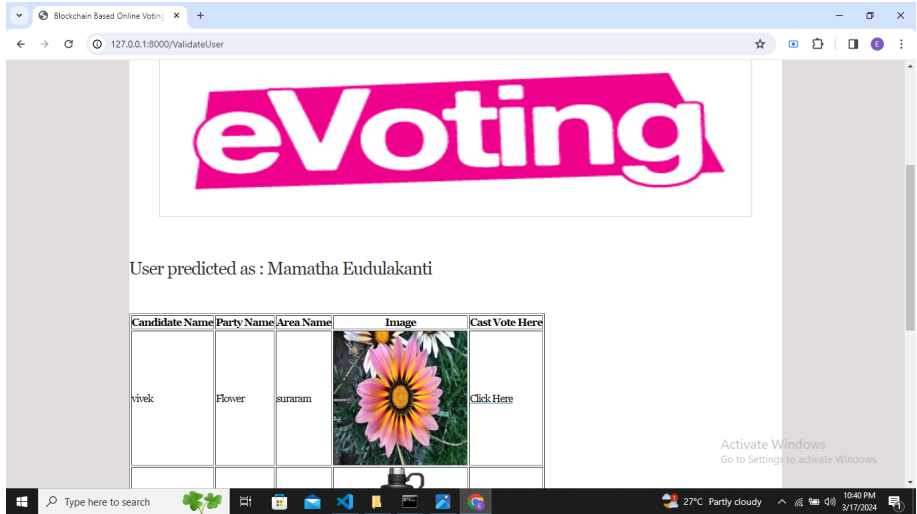 Blockchain Based Online Voting
127.0.0.1:8000/ValidateUser
E
eVoting
User predicted as : Mamatha Eudulakanti
Candidate Name Party Name Area Name Image Cast Vote Here
vivek Flower suraram Click Here
Activate Windows
Go to Settings to activate Windows.
Type here to search
27°C Partly cloudy
10:40 PM
3/17/2024